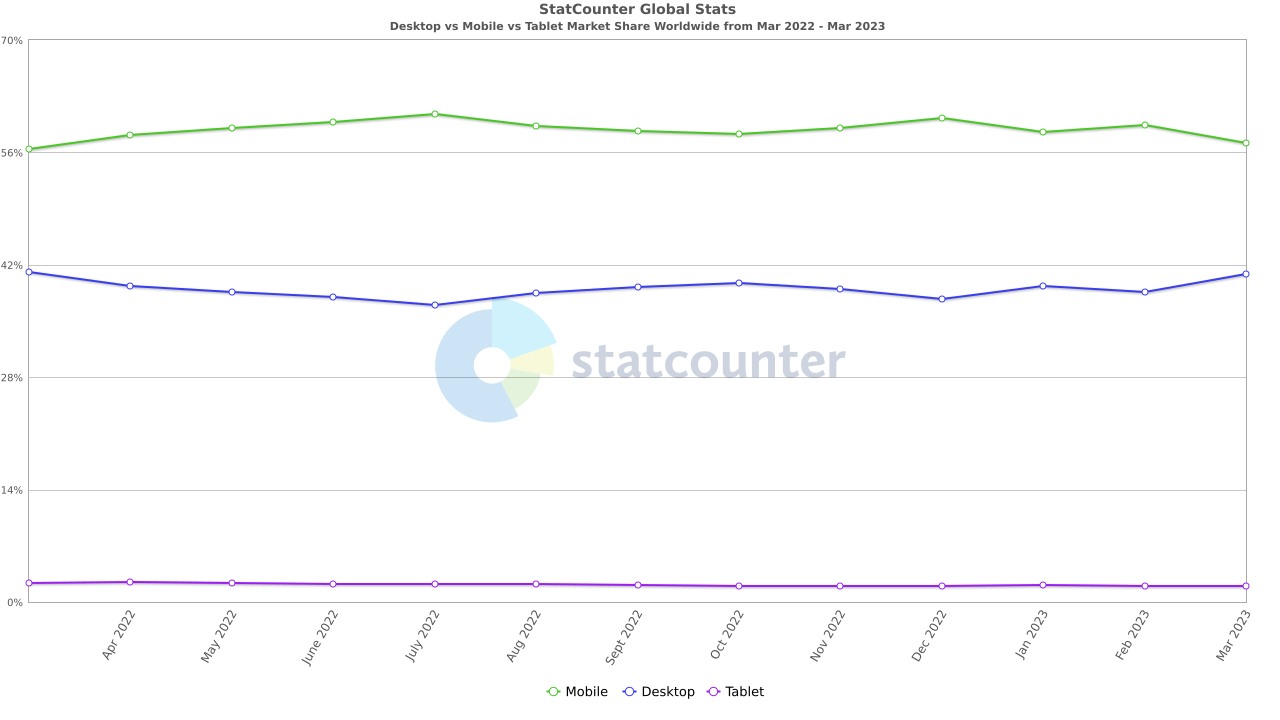 StatCounter Global Stats
Desktop vs Mobile vs Tablet Market Share Worldwide from Mar 2022 - Mar 2023
70%
56%
42%
28%
14%
0%
statcounter
Apr 2022
May 2022
June 2022
July 2022
Aug 2022
Sept 2022
Oct 2022
Nov 2022
Dec 2022
Jan 2023
Feb 2023
Mar 2023
Mobile Desktop Tablet